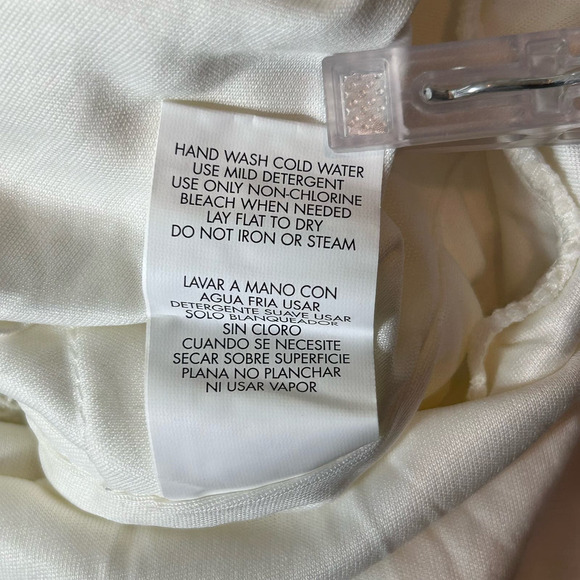 HAND WASH COLD WATER
USE MILD DETERGENT
USE ONLY NON-CHLORINE
BLEACH WHEN NEEDED
LAY FLAT TO DRY
DO NOT IRON OR STEAM
LAVAR A MANO CON
AGUA FRIA USAR
DETERGENTE SUAVE USAR
SOLO BLANQUEADOR
SIN CLORO
CUANDO SE NECESITE
SECAR SOBRE SUPERFICIE
PLANA NO PLANCHAR
NI USAR VAPOR